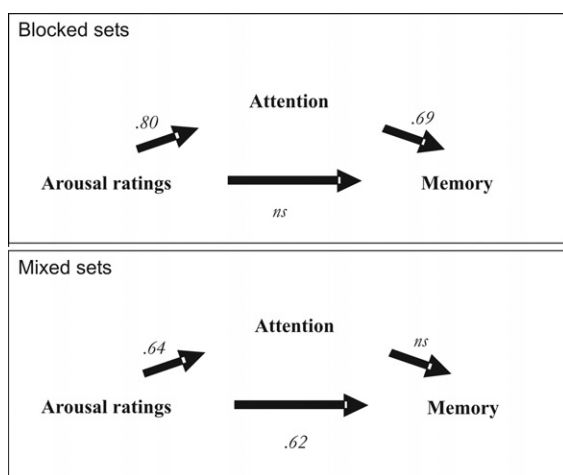 Blocked sets
Attention
.80
.69
Arousal ratings
Memory
ns
Mixed sets
Attention
.64
ns
Arousal ratings
Memory
.62